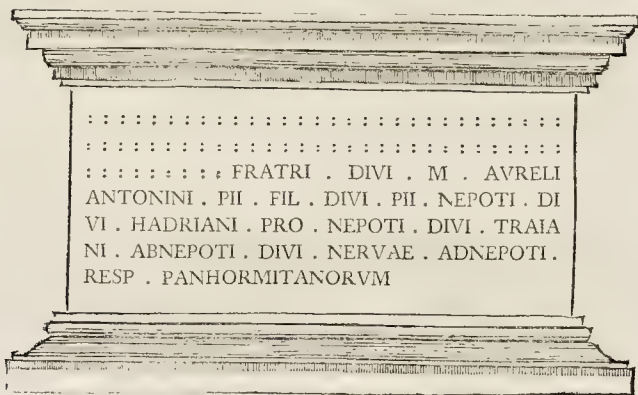 : : : : : : : : : : : : : : : : : : : : : : : : : : : :
: : : : : : : : : : : : : : : : : : : : : : : : : : : :
: : : : : : : : : FRATRI . DIVI . M . AVRELI
ANTONINI . PII . FIL . DIVI . PII . NEPOTI . DI
VI . HADRIANI . PRO . NEPOTI . DIVI . TRAIA
NI . ABNEPOTI . DIVI . NERVAE . ADNEPOTI .
RESP . PANHORMITANORVM